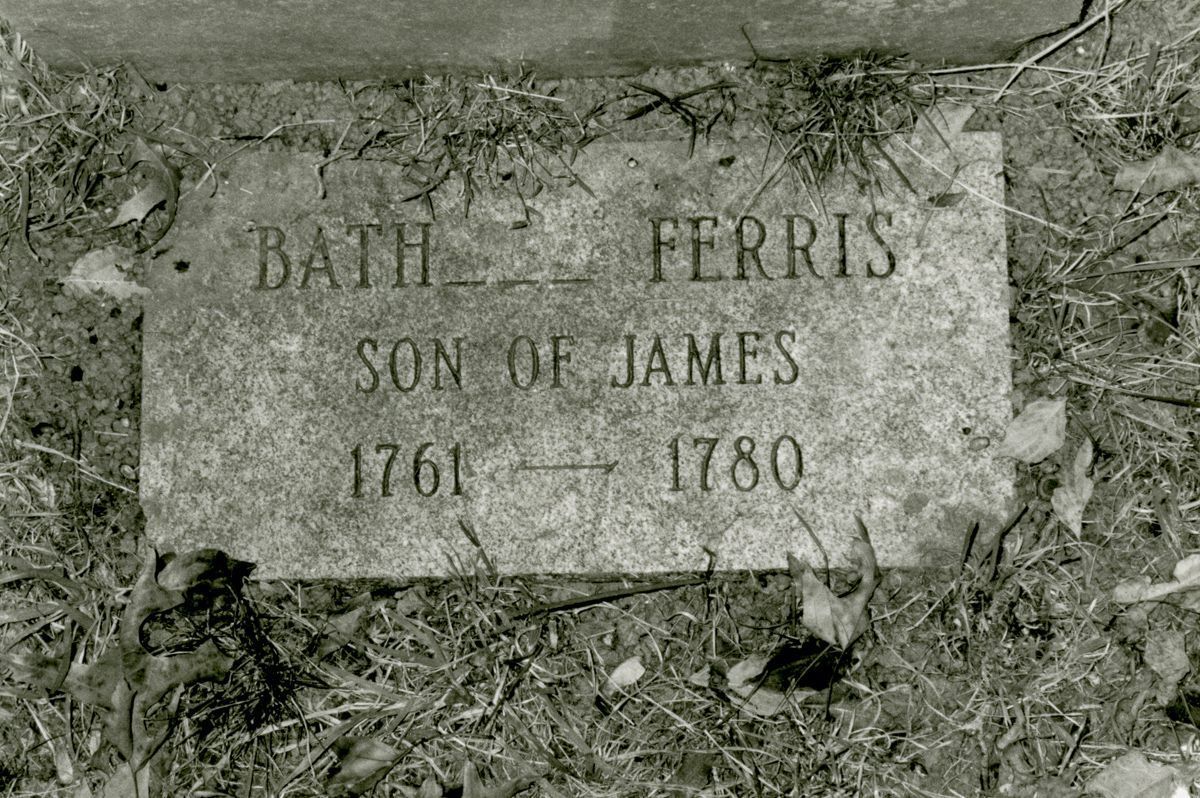 BATH___ FERRIS
SON OF JAMES
1761 — 1780